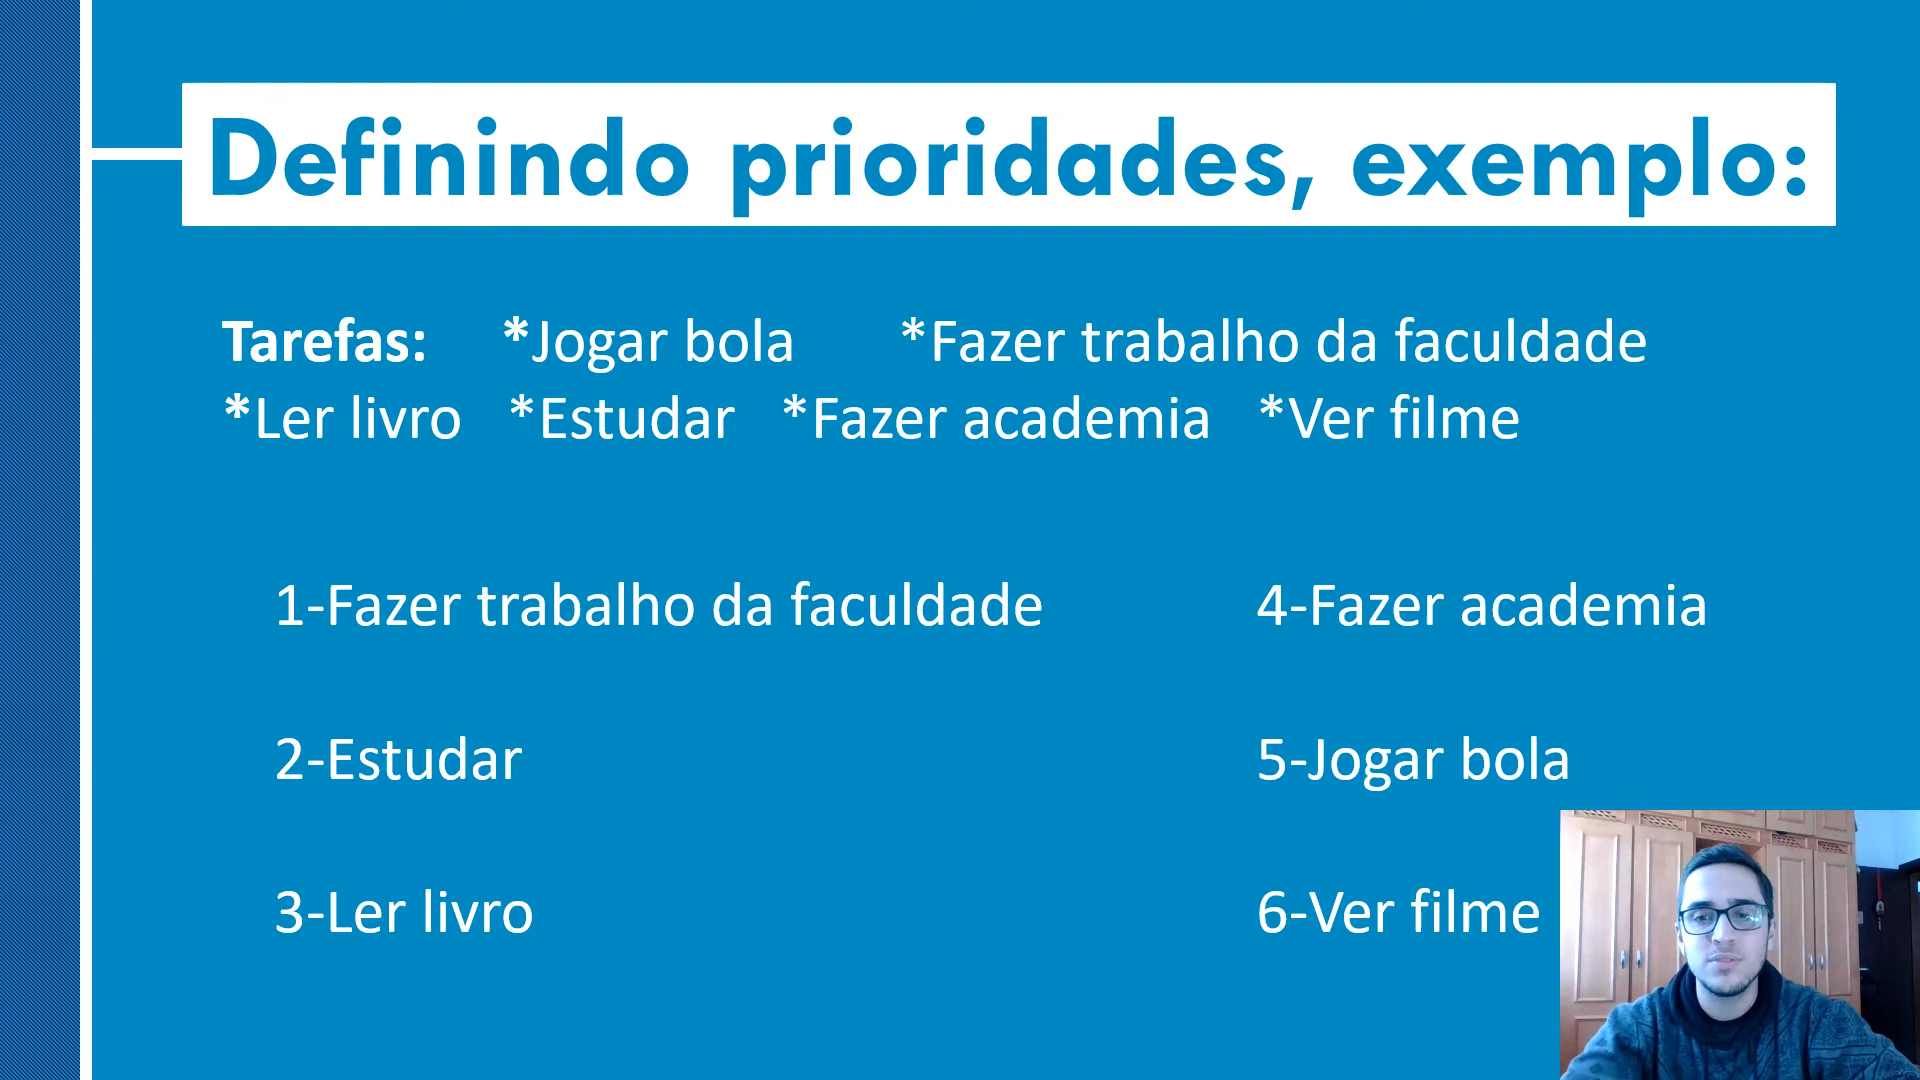 Definindo prioridades, exemplo:
Tarefas: *Jogar bola *Fazer trabalho da faculdade
*Ler livro *Estudar *Fazer academia *Ver filme
1-Fazer trabalho da faculdade
2-Estudar
3-Ler livro
4-Fazer academia
5-Jogar bola
6-Ver filme